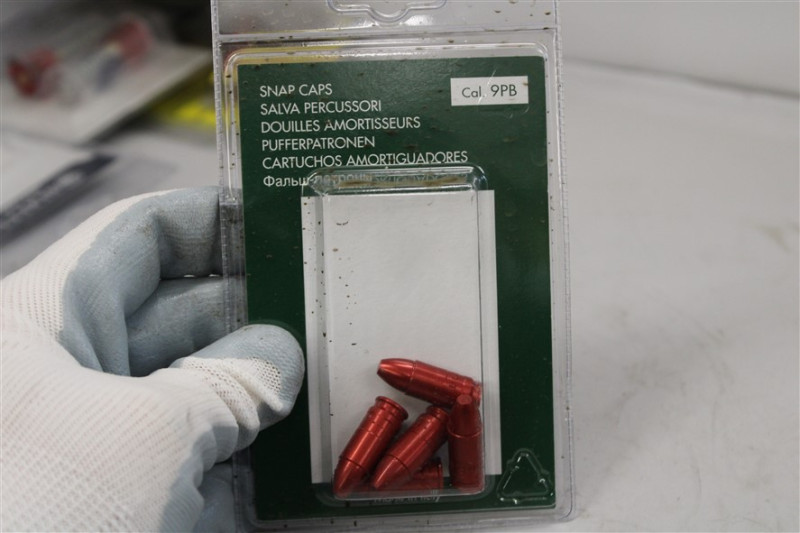 SNAP CAPS
Cal. 9PB
SALVA PERCUSSORI
DOUILLES AMORTISSEURS
PUFFERPATRONEN
CARTUCHOS AMORTIGUADORES